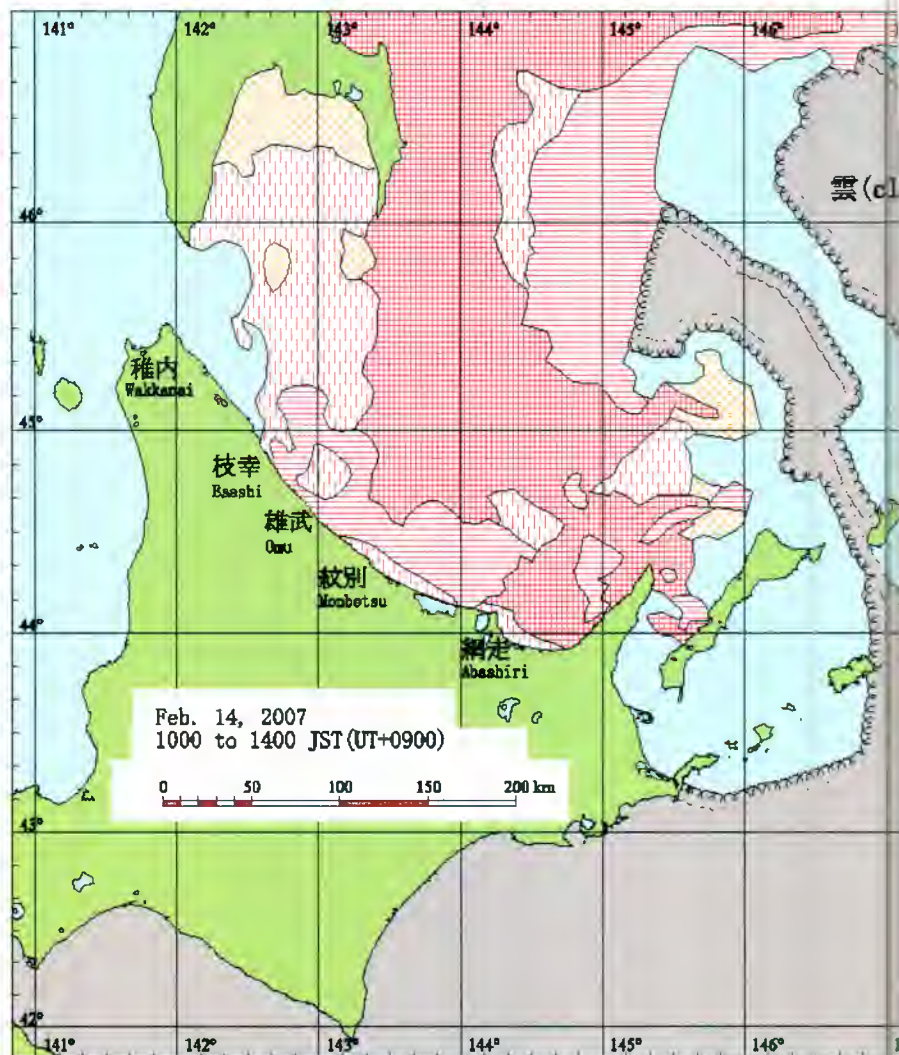 141° 142° 143° 144° 145° 146°
46°
雲(cl
稚内
Wakkanai
45°
枝幸
Esashi
雄武
Omu
紋別
Monbetsu
44°
網走
Abashiri
Feb. 14, 2007
1000 to 1400 JST(UT+0900)
0 50 100 150 200 km
43°
42°
141° 142° 143° 144° 145° 146°